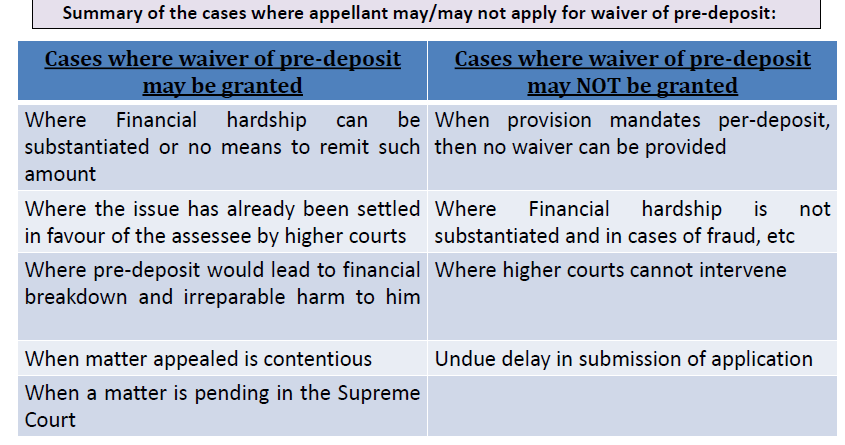 Summary of the cases where appellant may/may not apply for waiver of pre-deposit:
Cases where waiver of pre-deposit
may be granted
Cases where waiver of pre-deposit
may NOT be granted
Where Financial hardship can be
substantiated or no means to remit such
amount
When provision mandates per-deposit,
then no waiver can be provided
Where the issue has already been settled
in favour of the assessee by higher courts
Where Financial hardship is not
substantiated and in cases of fraud, etc
Where pre-deposit would lead to financial
breakdown and irreparable harm to him
Where higher courts cannot intervene
When matter appealed is contentious
Undue delay in submission of application
When a matter is pending in the Supreme
Court